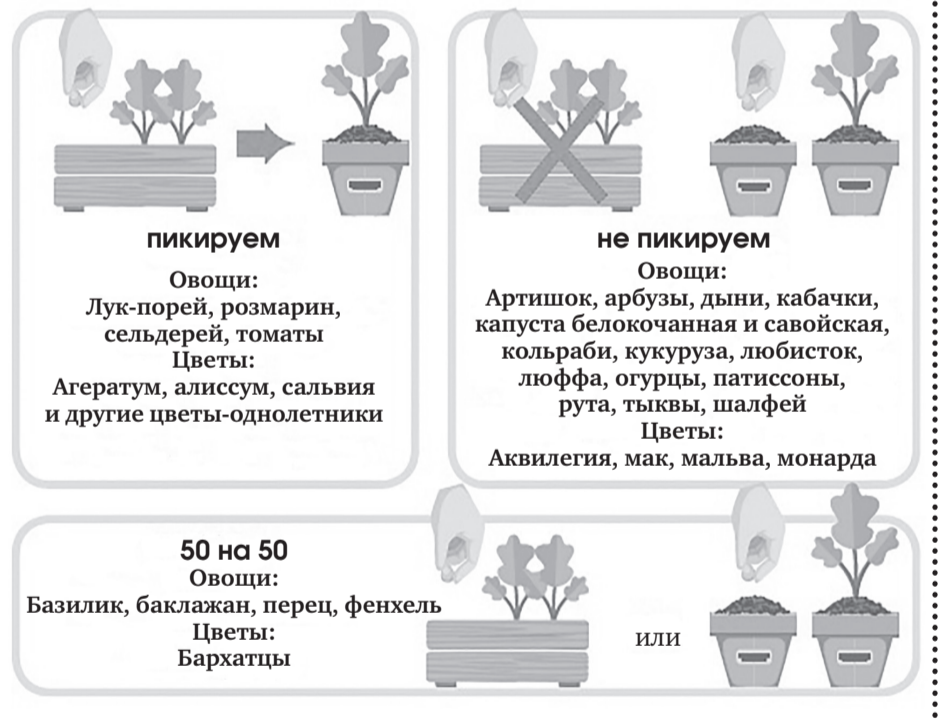 пикируем
Овощи:
Лук-порей, розмарин,
сельдерей, томаты
Цветы:
Агератум, алиссум, сальвия
и другие цветы-однолетники
не пикируем
Овощи:
Артишок, арбузы, дыни, кабачки,
капуста белокочанная и савойская,
кольраби, кукуруза, любисток,
люффа, огурцы, патиссоны,
рута, тыквы, шалфей
Цветы:
Аквилегия, мак, мальва, монарда
50 на 50
Овощи:
Базилик, баклажан, перец, фенхель
Цветы:
Бархатцы
или